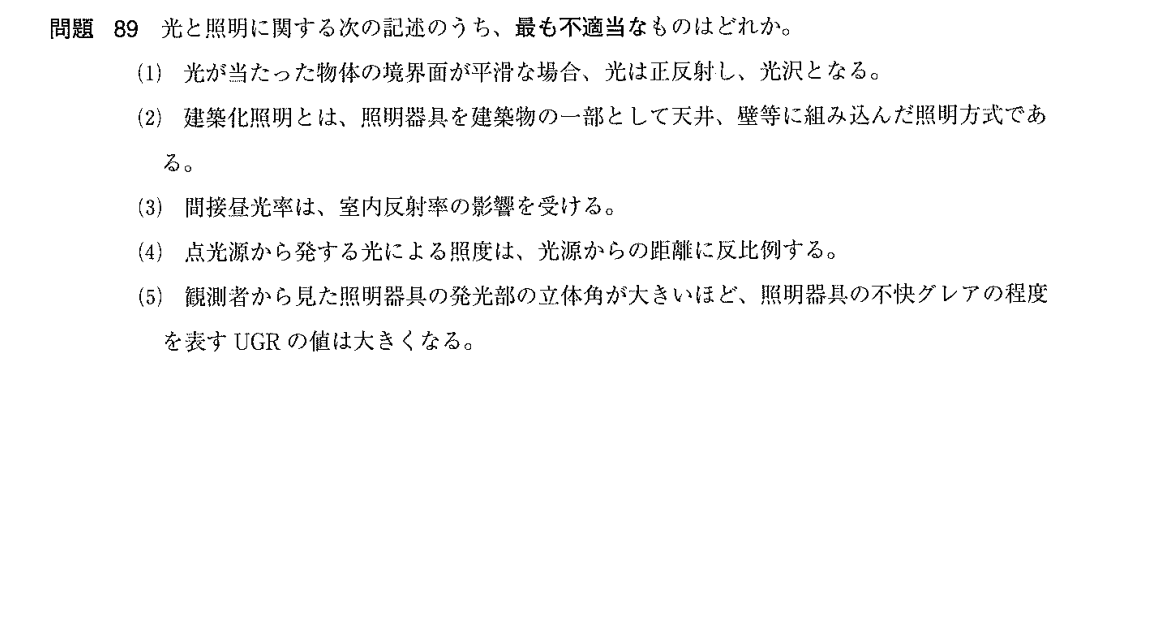 問題 89 光と照明に関する次の記述のうち、最も不適当なものはどれか。
(1) 光が当たった物体の境界面が平滑な場合、光は正反射し、光沢となる。
(2) 建築化照明とは、照明器具を建築物の一部として天井、壁等に組み込んだ照明方式であ
る。
(3) 間接昼光率は、室内反射率の影響を受ける。
(4) 点光源から発する光による照度は、光源からの距離に反比例する。
(5) 観測者から見た照明器具の発光部の立体角が大きいほど、照明器具の不快グレアの程度
を表す UGR の値は大きくなる。